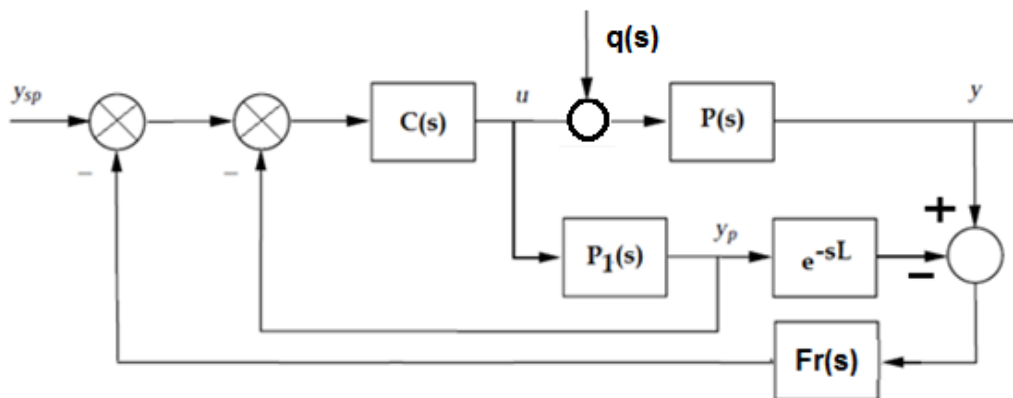 q(s)
y_sp
u
y
C(s)
P(s)
−
−
+
P₁(s)
y_p
e^-sL
−
Fr(s)